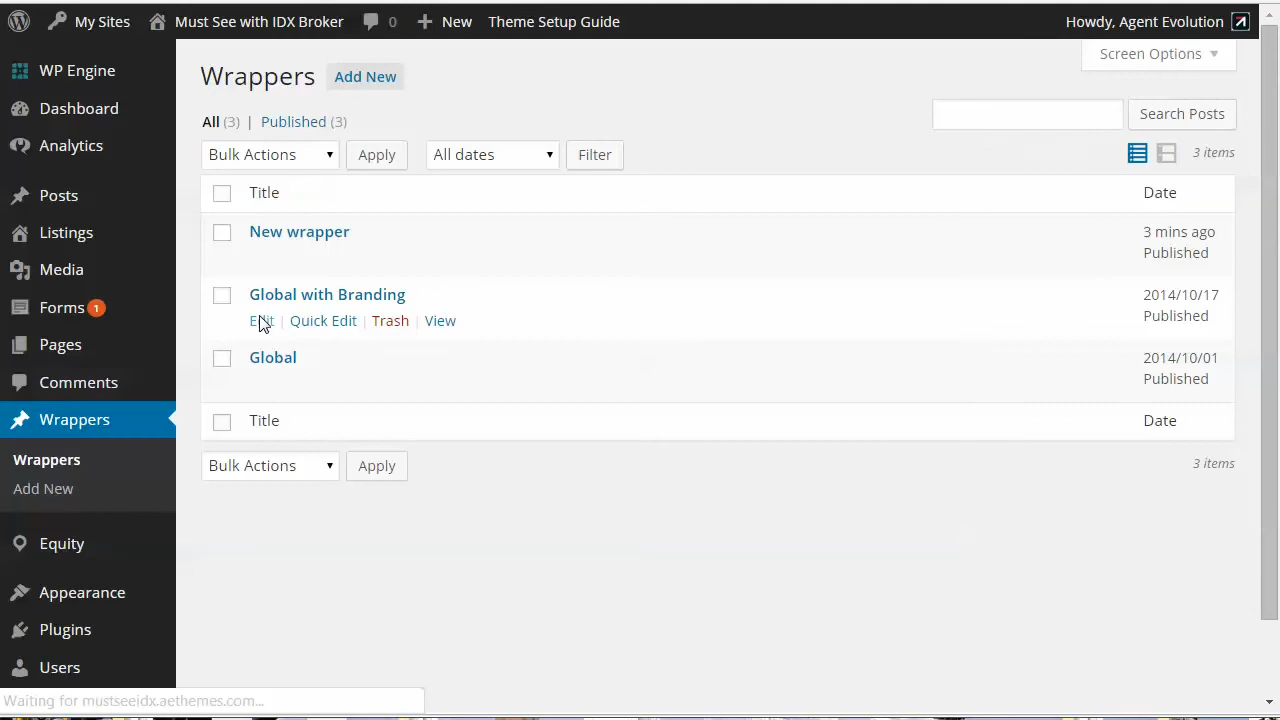 My Sites Must See with IDX Broker 0 New Theme Setup Guide Howdy, Agent Evolution
Screen Options
WP Engine
Dashboard
Analytics
Posts
Listings
Media
Forms 1
Pages
Comments
Wrappers
Wrappers
Add New
Equity
Appearance
Plugins
Users
Wrappers Add New
All (3) | Published (3)
Search Posts
Bulk Actions Apply All dates Filter 3 items
Title Date
New wrapper 3 mins ago
Published
Global with Branding 2014/10/17
Edit | Quick Edit | Trash | View Published
Global 2014/10/01
Published
Title Date
Bulk Actions Apply 3 items
Waiting for mustseeidx.aethemes.com...